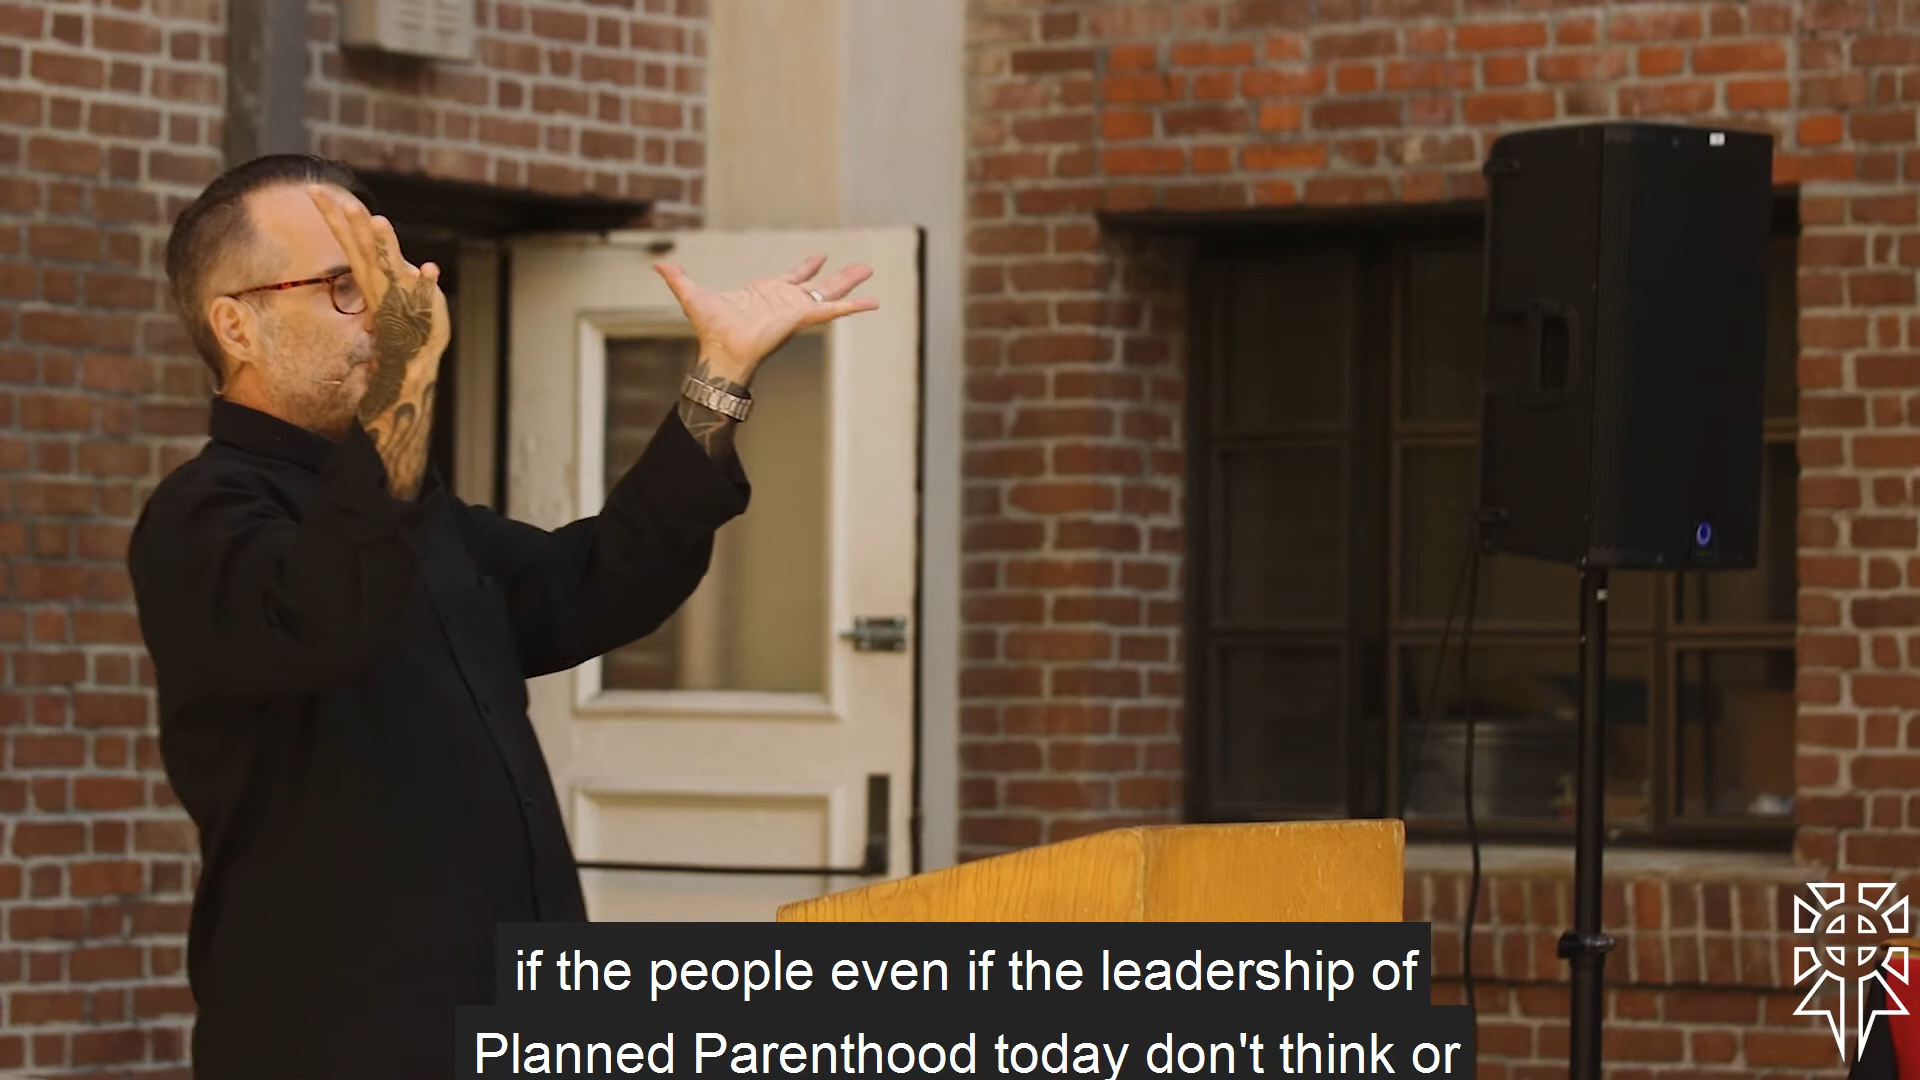 if the people even if the leadership of
Planned Parenthood today don't think or